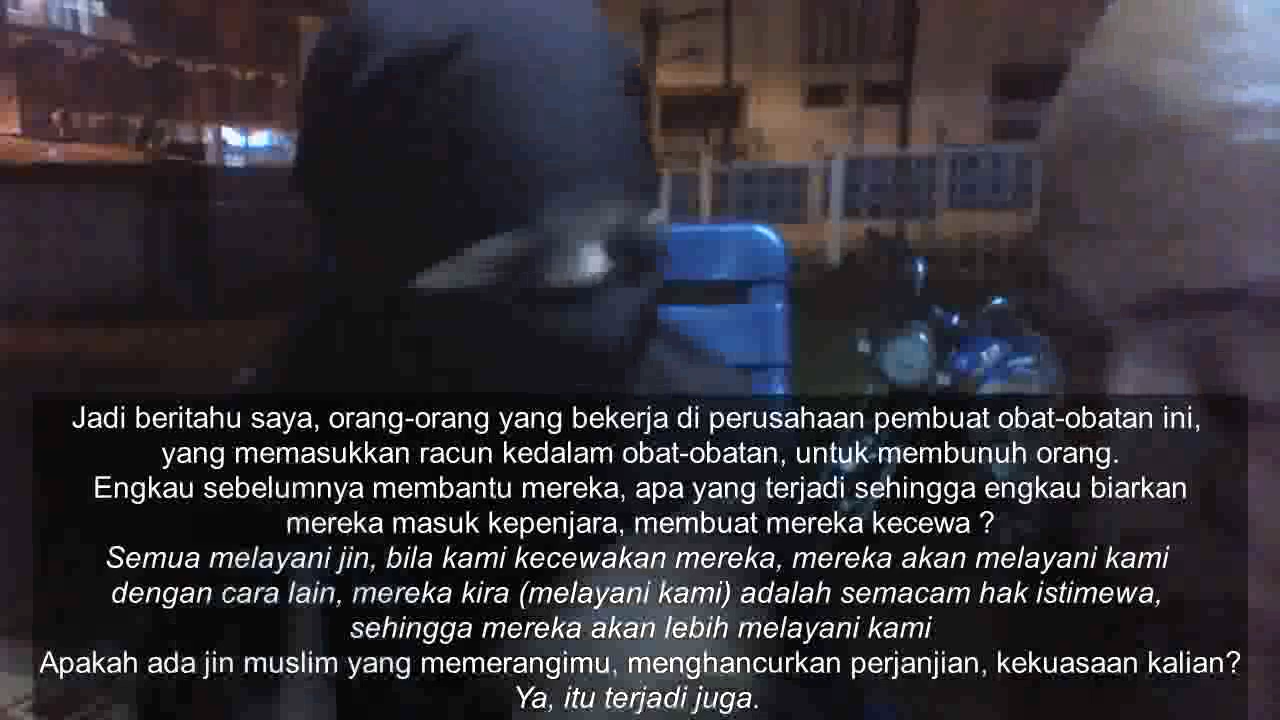 Jadi beritahu saya, orang-orang yang bekerja di perusahaan pembuat obat-obatan ini,
yang memasukkan racun kedalam obat-obatan, untuk membunuh orang.
Engkau sebelumnya membantu mereka, apa yang terjadi sehingga engkau biarkan
mereka masuk kepenjara, membuat mereka kecewa ?
Semua melayani jin, bila kami kecewakan mereka, mereka akan melayani kami
dengan cara lain, mereka kira (melayani kami) adalah semacam hak istimewa,
sehingga mereka akan lebih melayani kami
Apakah ada jin muslim yang memerangimu, menghancurkan perjanjian, kekuasaan kalian?
Ya, itu terjadi juga.